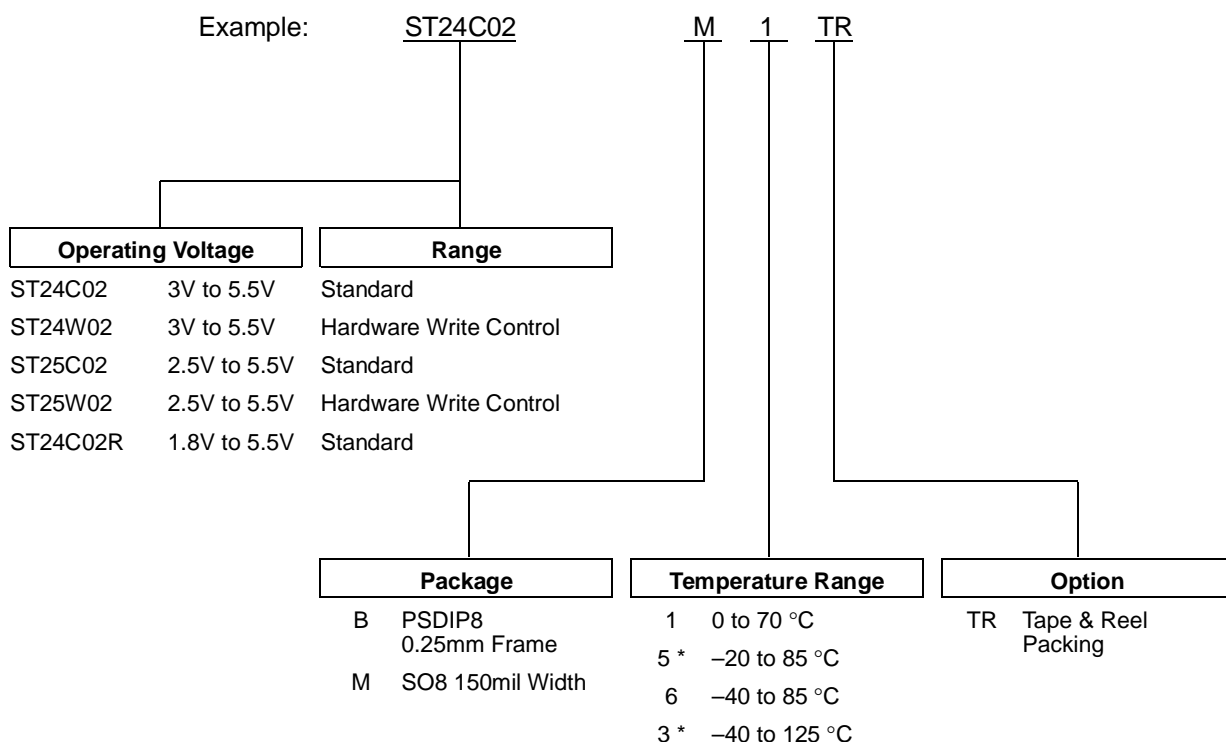 Example: ST24C02 M 1 TR
Operating Voltage Range
ST24C02 3V to 5.5V Standard
ST24W02 3V to 5.5V Hardware Write Control
ST25C02 2.5V to 5.5V Standard
ST25W02 2.5V to 5.5V Hardware Write Control
ST24C02R 1.8V to 5.5V Standard
Package
B PSDIP8
0.25mm Frame
M SO8 150mil Width
Temperature Range
1 0 to 70 °C
5 * –20 to 85 °C
6 –40 to 85 °C
3 * –40 to 125 °C
Option
TR Tape & Reel
Packing